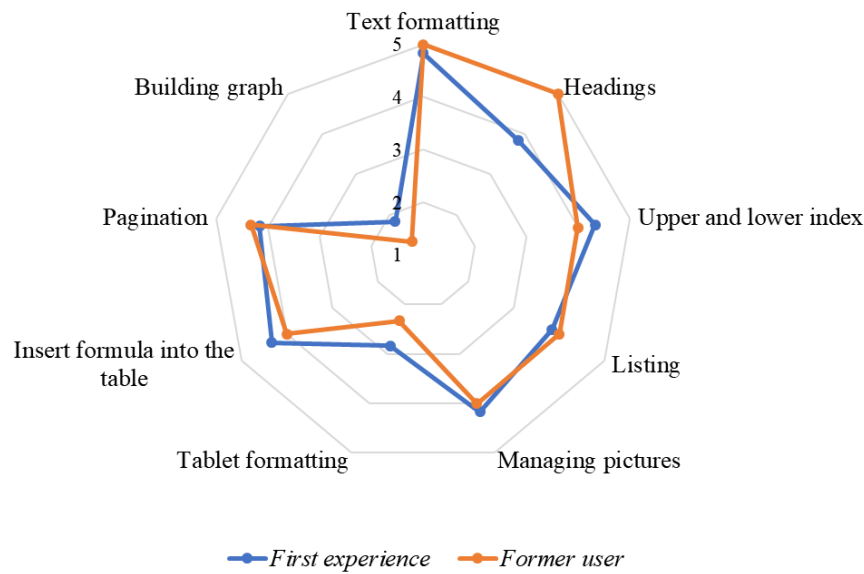 Text formatting
5
Building graph
Headings
4
3
Pagination
2
Upper and lower index
1
Insert formula into the
table
Listing
Tablet formatting
Managing pictures
First experience
Former user